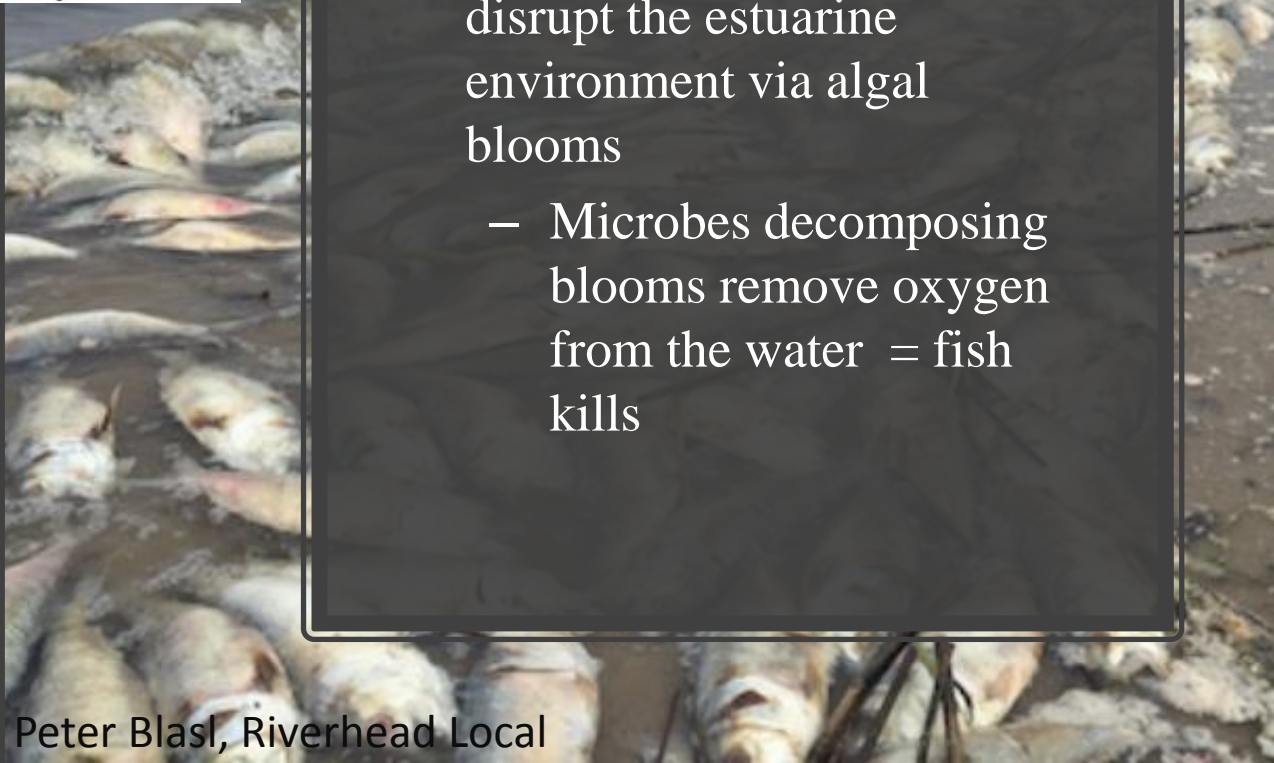 disrupt the estuarine
environment via algal
blooms
– Microbes decomposing
blooms remove oxygen
from the water = fish
kills
Peter Blasl, Riverhead Local